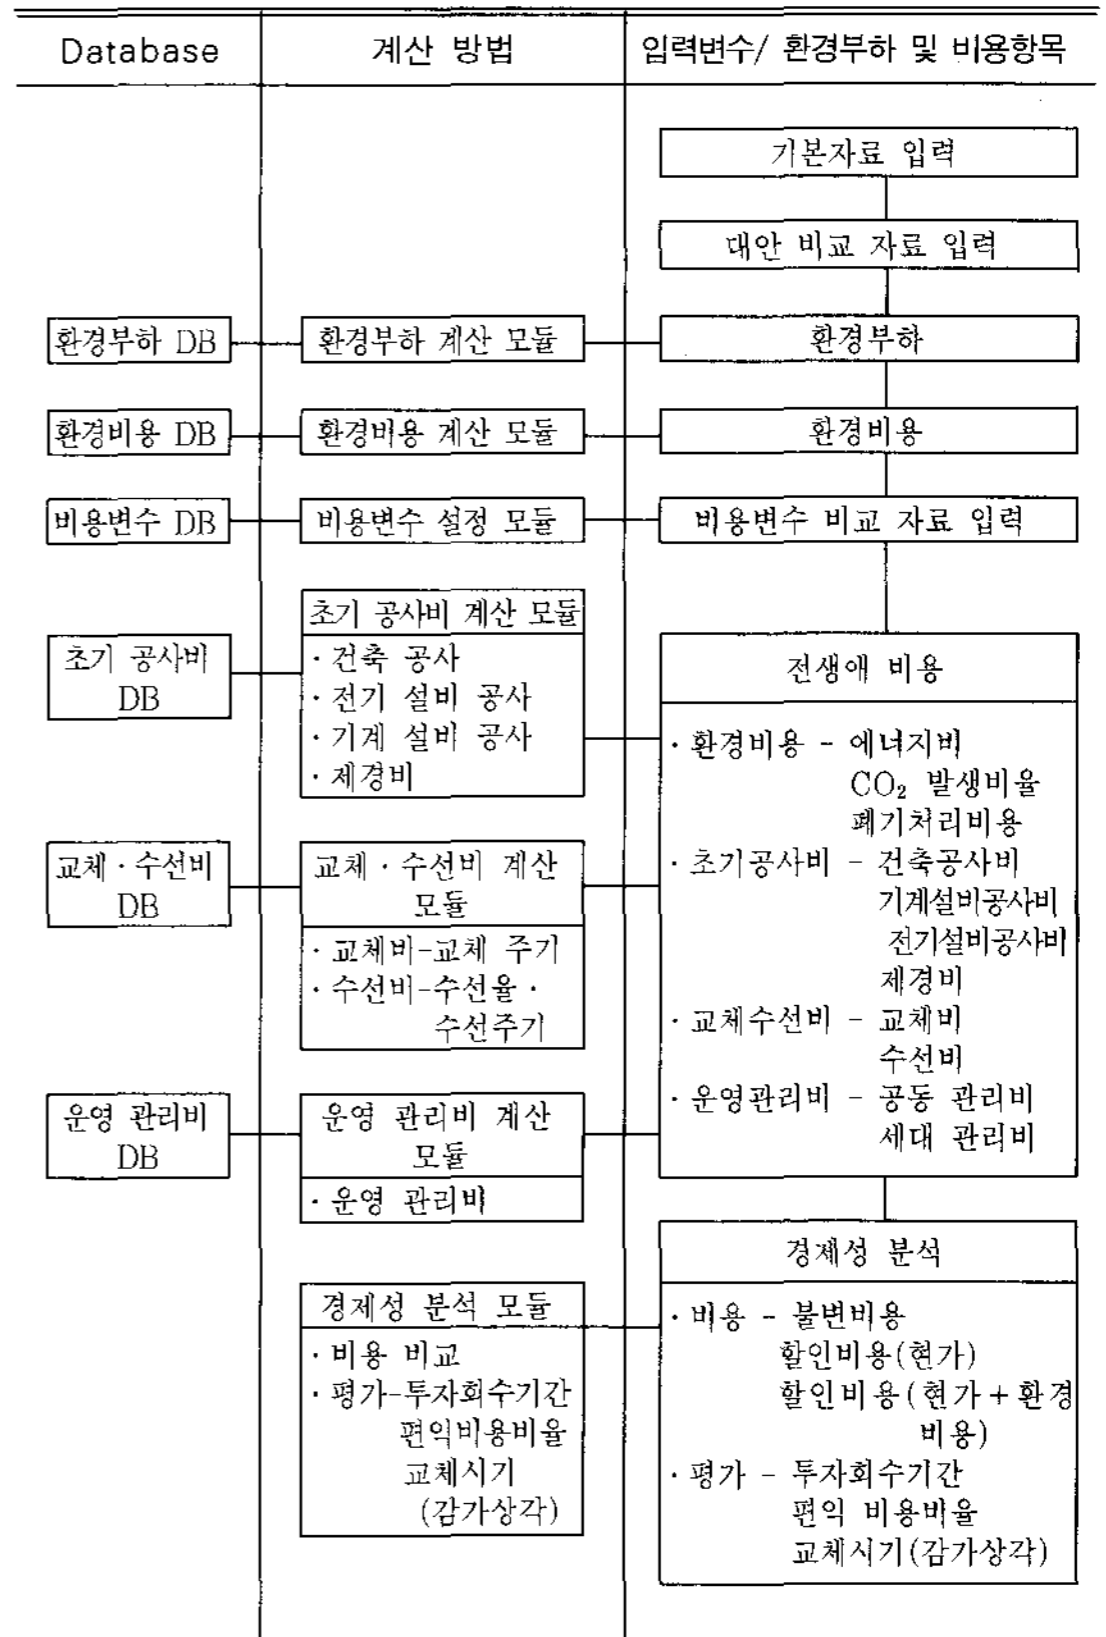 Database
계산 방법
입력변수/ 환경부하 및 비용항목
기본자료 입력
대안 비교 자료 입력
환경부하 DB
환경부하 계산 모듈
환경부하
환경비용 DB
환경비용 계산 모듈
환경비용
비용변수 DB
비용변수 설정 모듈
비용변수 비교 자료 입력
초기 공사비
DB
초기 공사비 계산 모듈
· 건축 공사
· 전기 설비 공사
· 기계 설비 공사
· 제경비
전생애 비용
· 환경비용 - 에너지비
CO₂ 발생비율
폐기처리비용
· 초기공사비 - 건축공사비
기계설비공사비
전기설비공사비
제경비
· 교체수선비 - 교체비
수선비
· 운영관리비 - 공동 관리비
세대 관리비
교체 · 수선비
DB
교체 · 수선비 계산
모듈
· 교체비-교체 주기
· 수선비-수선율 ·
수선주기
운영 관리비
DB
운영 관리비 계산
모듈
· 운영 관리비
경제성 분석 모듈
· 비용 비교
· 평가-투자회수기간
편익비용비율
교체시기
(감가상각)
경제성 분석
· 비용 - 불변비용
할인비용(현가)
할인비용(현가+환경
비용)
· 평가 - 투자회수기간
편익 비용비율
교체시기(감가상각)